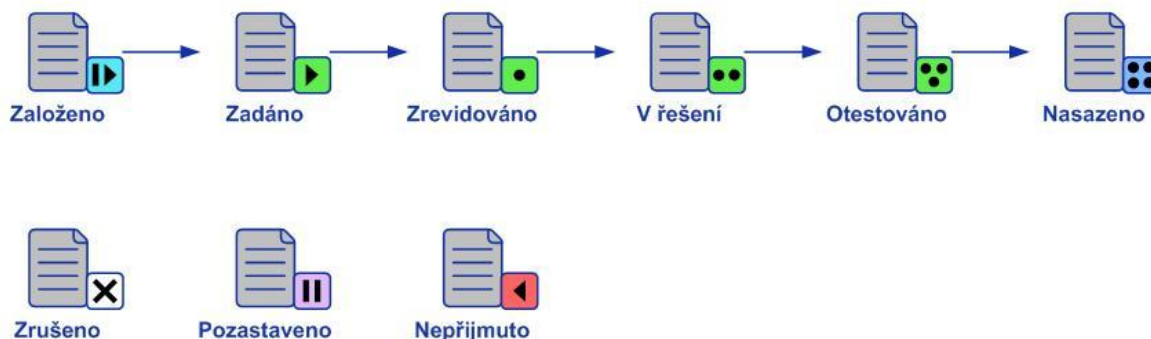 Založeno
Zadáno
Zrevidováno
V řešení
Otestováno
Nasazeno
Zrušeno
Pozastaveno
Nepřijmuto